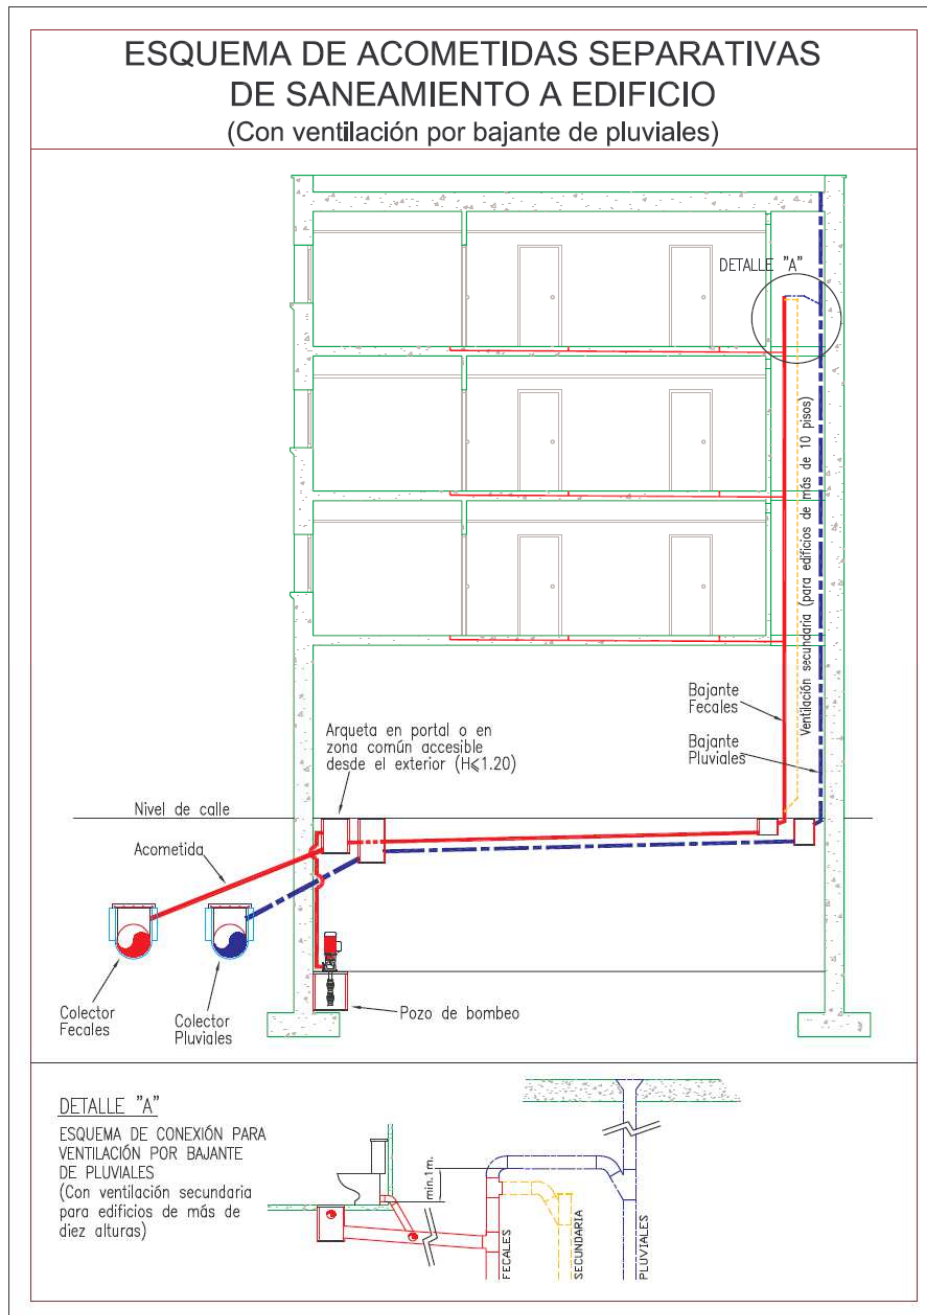 ESQUEMA DE ACOMETIDAS SEPARATIVAS
DE SANEAMIENTO A EDIFICIO
(Con ventilación por bajante de pluviales)
DETALLE "A"
Ventilación secundaria (para edificios de más de 10 pisos)
Bajante
Fecales
Bajante
Pluviales
Arqueta en portal o en
zona común accesible
desde el exterior (H≤1.20)
Nivel de calle
Acometida
Colector
Fecales
Colector
Pluviales
Pozo de bombeo
DETALLE "A"
ESQUEMA DE CONEXIÓN PARA
VENTILACIÓN POR BAJANTE
DE PLUVIALES
(Con ventilación secundaria
para edificios de más de
diez alturas)
min.1m.
FECALES
SECUNDARIA
PLUVIALES